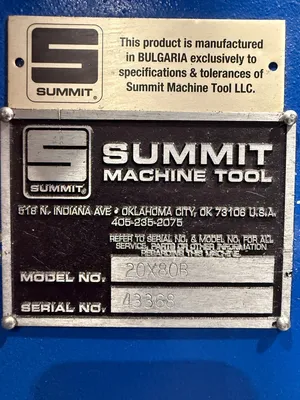 SUMMIT®
This product is manufactured
in BULGARIA exclusively to
specifications & tolerances of
Summit Machine Tool LLC.
SUMMIT
SUMMIT
MACHINE TOOL
518 N. INDIANA AVE • OKLAHOMA CITY, OK 73106 U.S.A.
405-235-2075
REFER TO SERIAL NO. & MODEL NO. FOR ALL
SERVICE, PARTS OR OTHER INFORMATION
REGARDING THIS MACHINE.
MODEL NO. 20X80B
SERIAL NO. 43368